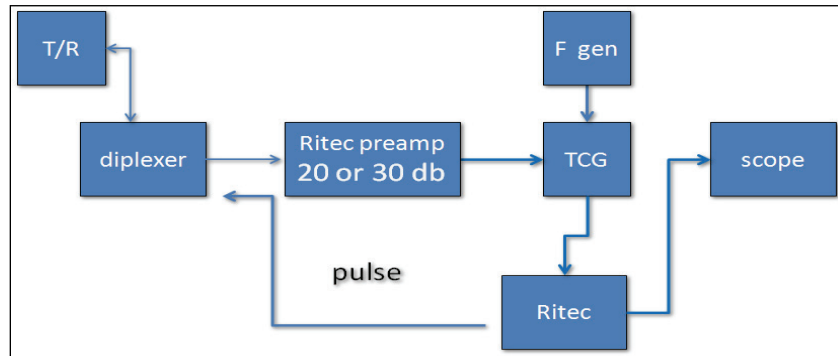 T/R
F gen
diplexer
Ritec preamp
20 or 30 db
TCG
scope
pulse
Ritec